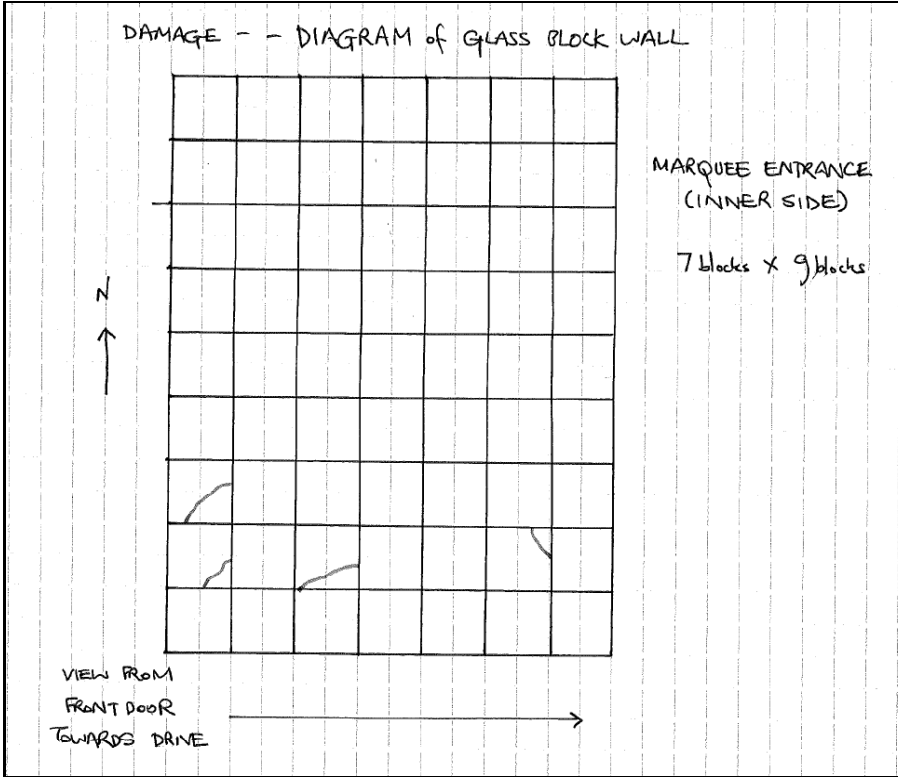 DAMAGE - - DIAGRAM of GLASS BLOCK WALL
MARQUEE ENTRANCE
(INNER SIDE)
7 blocks x 9 blocks
N
VIEW FROM
FRONT DOOR
TOWARDS DRIVE